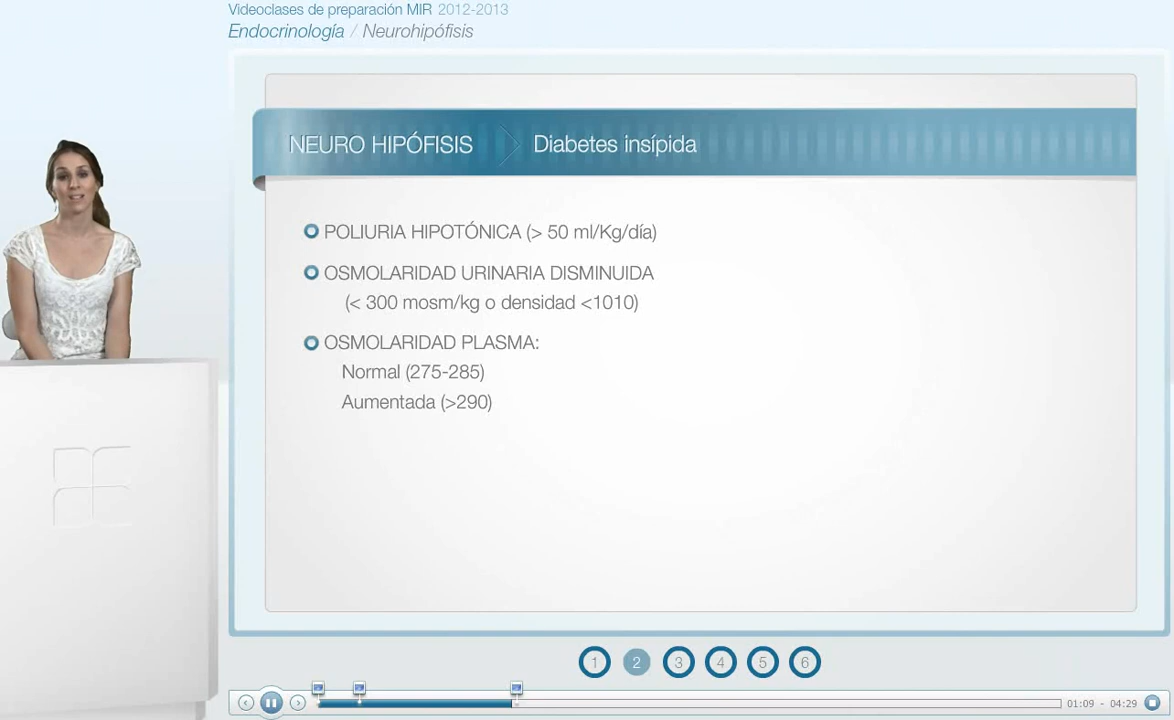 Videoclases de preparación MIR 2012-2013
Endocrinología / Neurohipófisis
NEURO HIPÓFISIS Diabetes insípida
POLIURIA HIPOTÓNICA (> 50 ml/Kg/día)
OSMOLARIDAD URINARIA DISMINUIDA
(< 300 mosm/kg o densidad <1010)
OSMOLARIDAD PLASMA:
Normal (275-285)
Aumentada (>290)
1 2 3 4 5 6
01:09 - 04:29